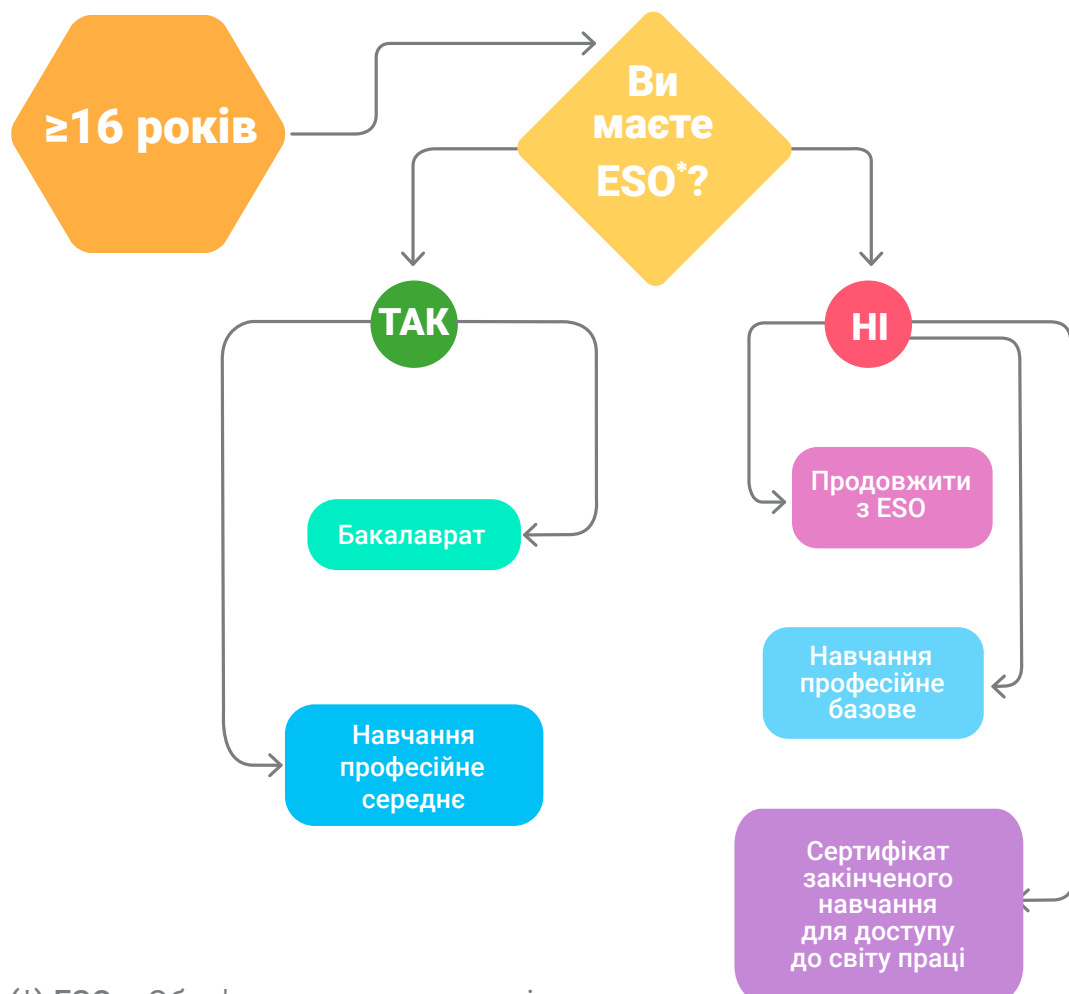 ≥16 років
Ви
маєте
ESO*?
ТАК
НІ
Продовжити
з ESO
Бакалаврат
Навчання
професійне
базове
Навчання
професійне
середнє
Сертифікат
закінченого
навчання
для доступу
до світу праці
(*) ESO